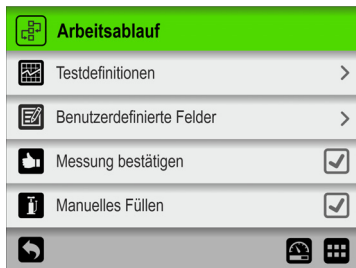 Arbeitsablauf
Testdefinitionen
Benutzerdefinierte Felder
Messung bestätigen
Manuelles Füllen